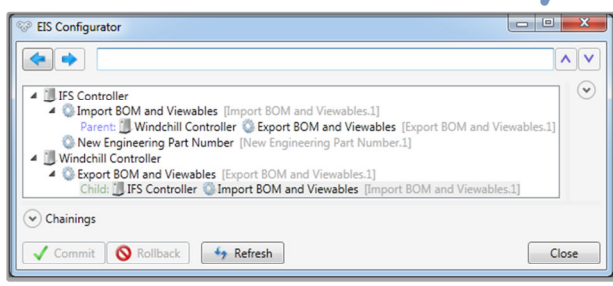 EIS Configurator
IFS Controller
Import BOM and Viewables [Import BOM and Viewables.1]
Parent: Windchill Controller Export BOM and Viewables [Export BOM and Viewables.1]
New Engineering Part Number [New Engineering Part Number.1]
Windchill Controller
Export BOM and Viewables [Export BOM and Viewables.1]
Child: IFS Controller Import BOM and Viewables [Import BOM and Viewables.1]
Chainings
Commit Rollback Refresh Close